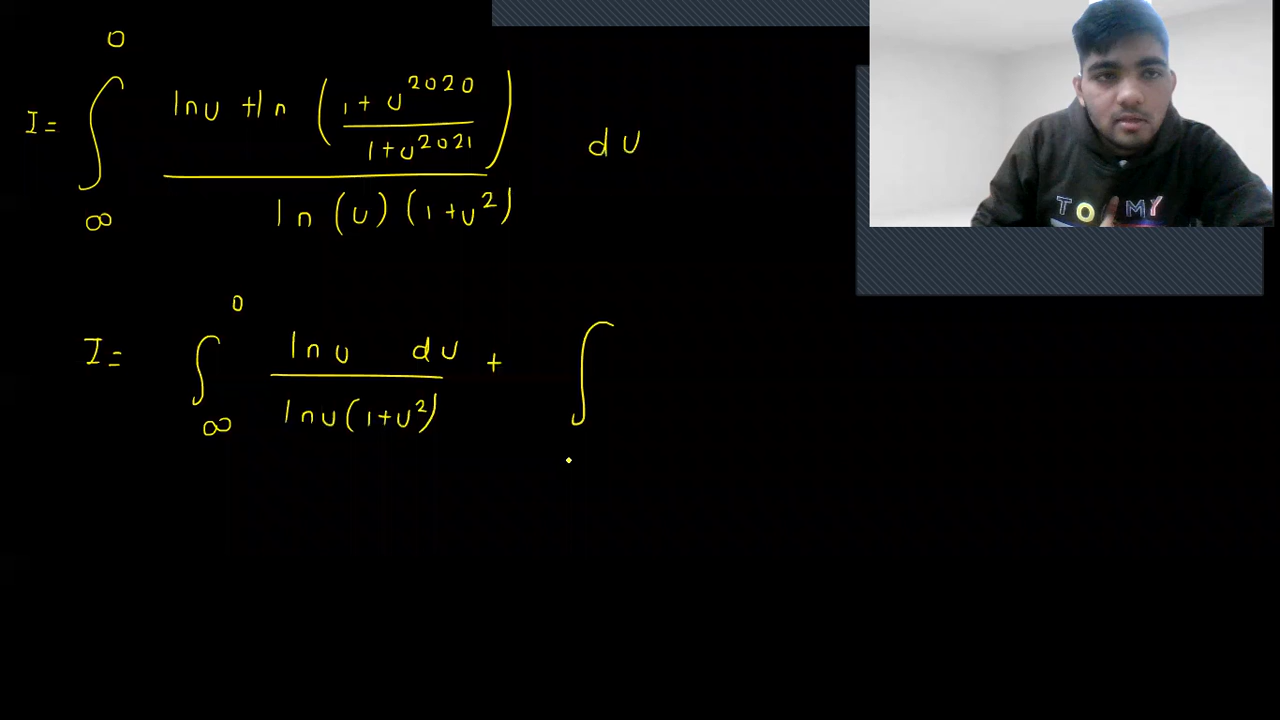 I = ∫_∞^0 (ln u + ln ((1 + u^2020)/(1 + u^2021)))/(ln (u) (1 + u^2)) du
TOMMY
I = ∫_∞^0 (ln u du)/(ln u (1 + u^2)) + ∫